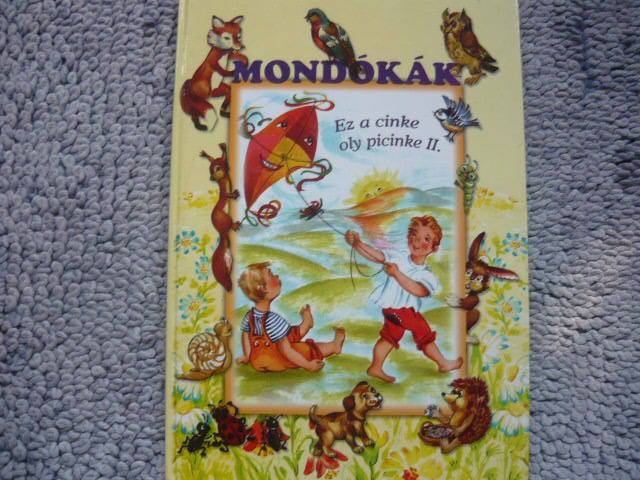 MONDÓKÁK
Ez a cinke
oly picinke II.